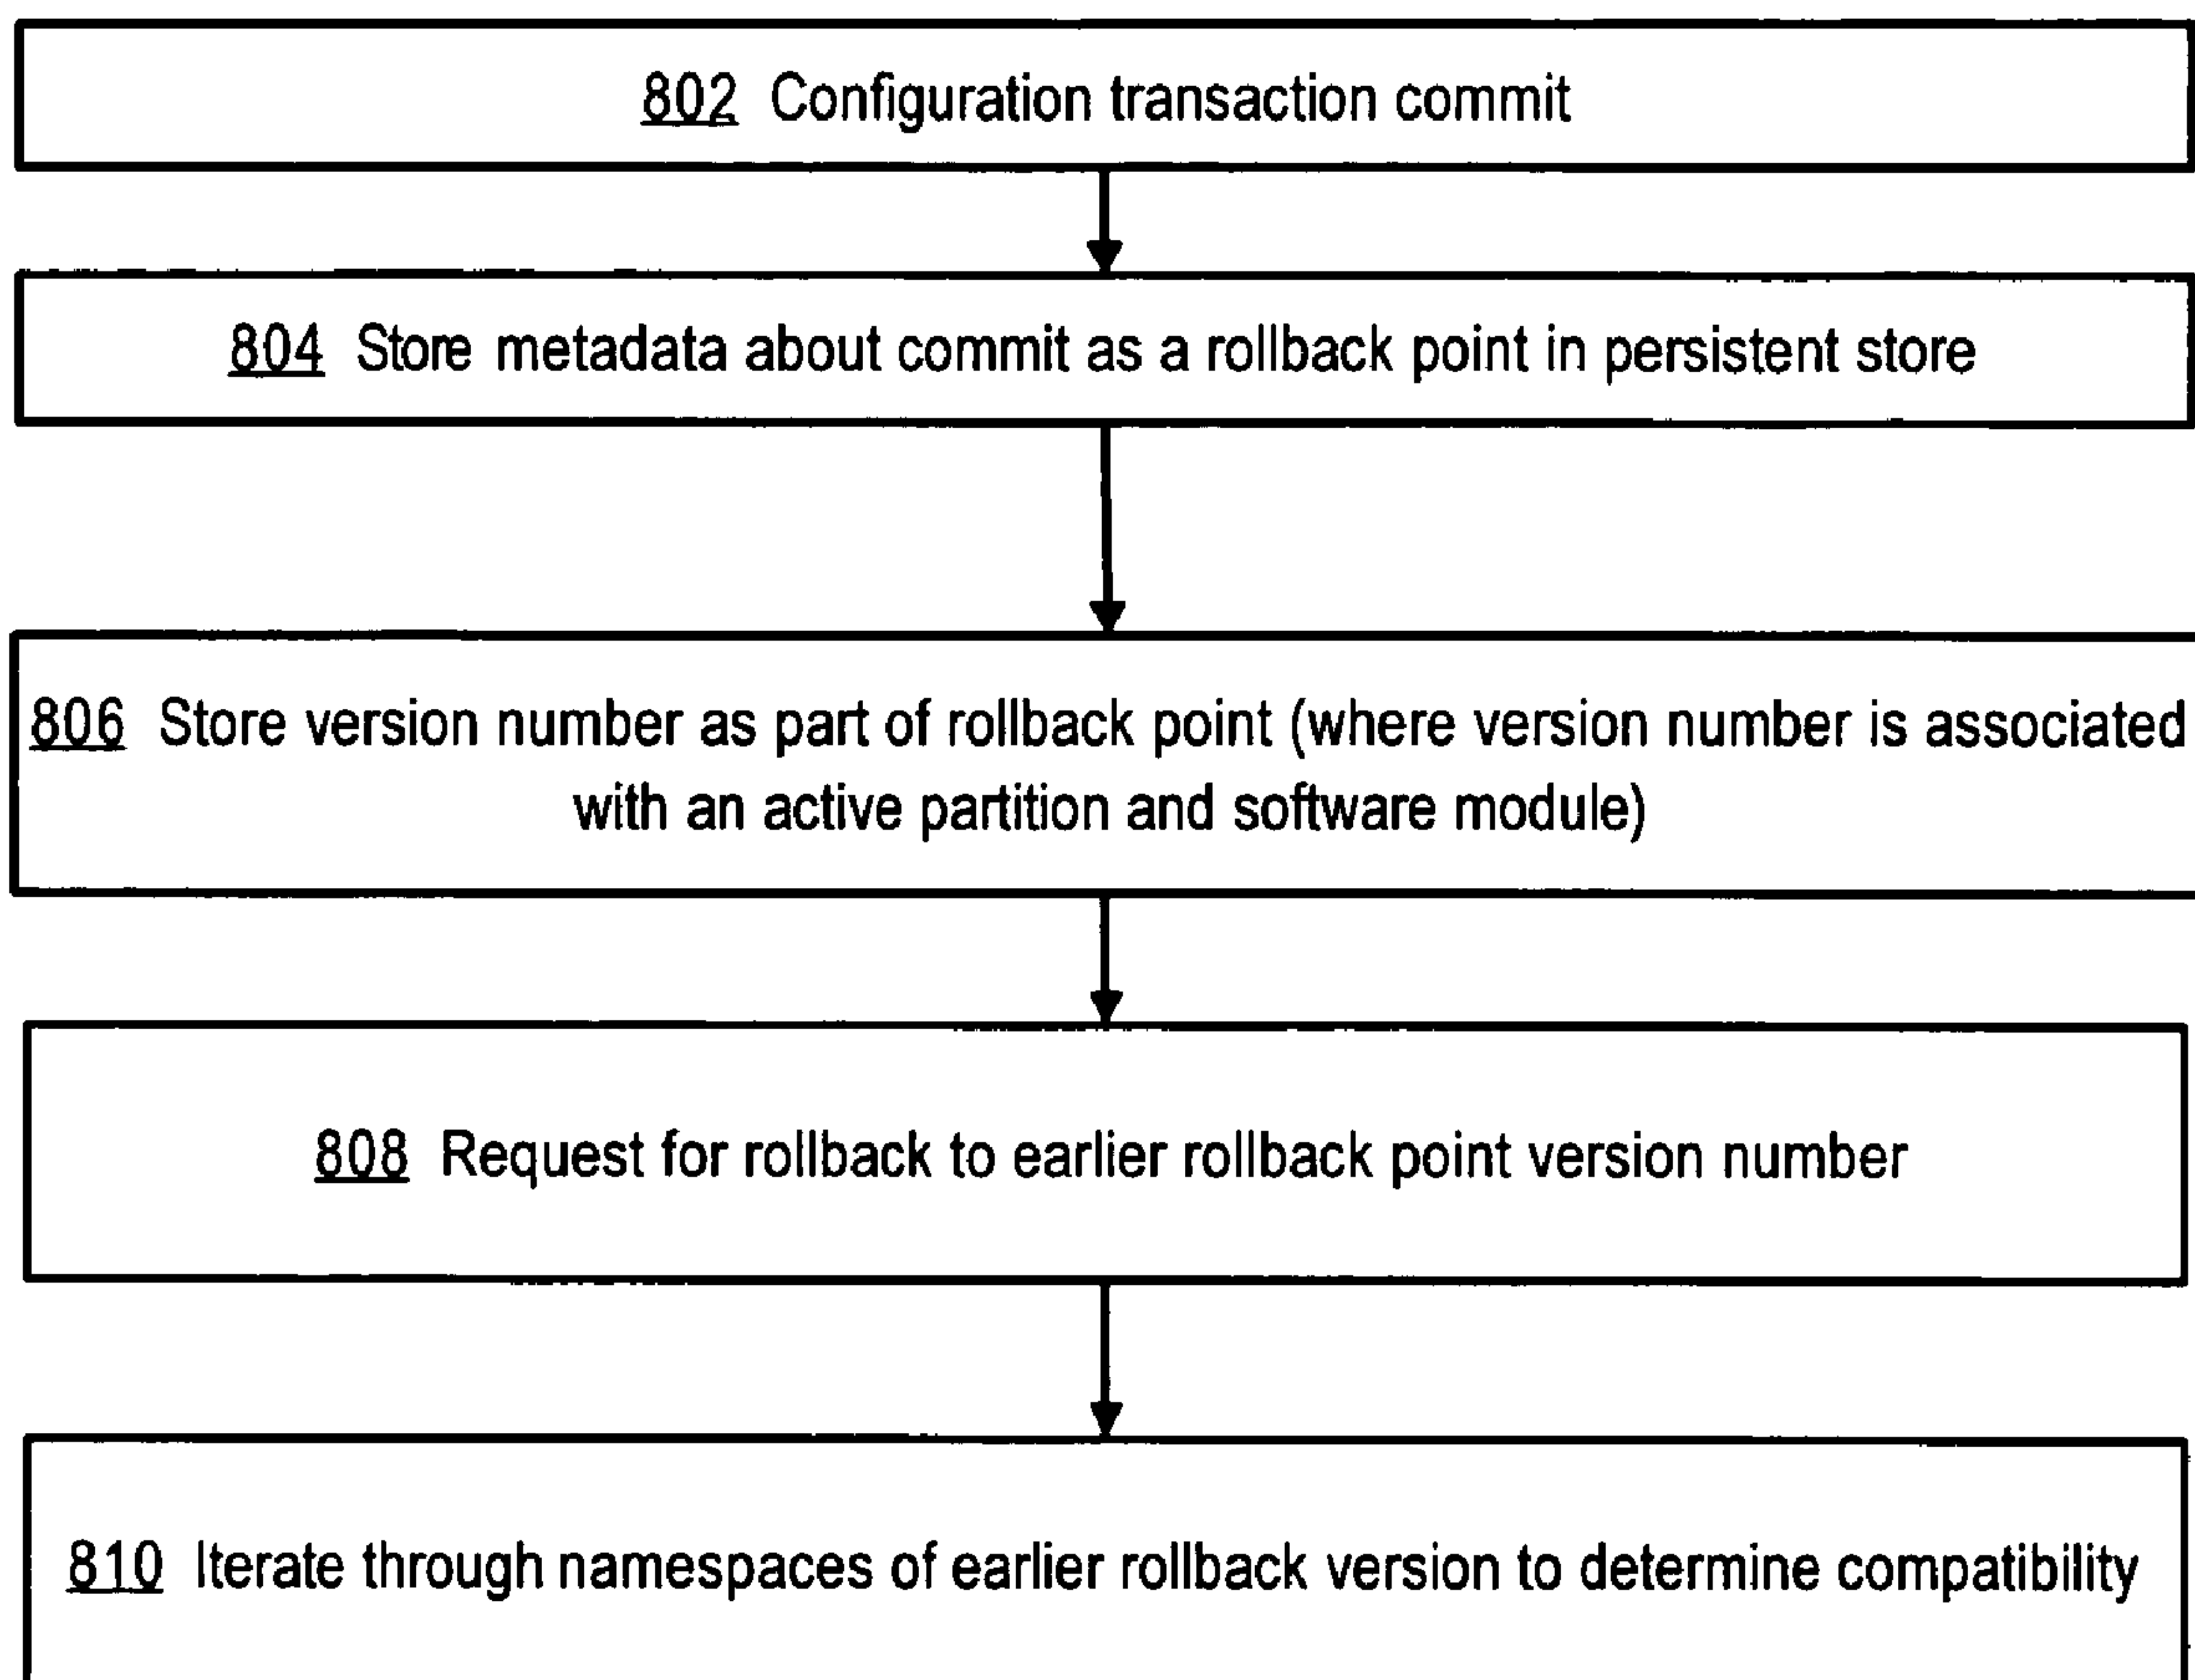 802 Configuration transaction commit
804 Store metadata about commit as a rollback point in persistent store
806 Store version number as part of rollback point (where version number is associated
with an active partition and software module)
808 Request for rollback to earlier rollback point version number
810 Iterate through namespaces of earlier rollback version to determine compatibility